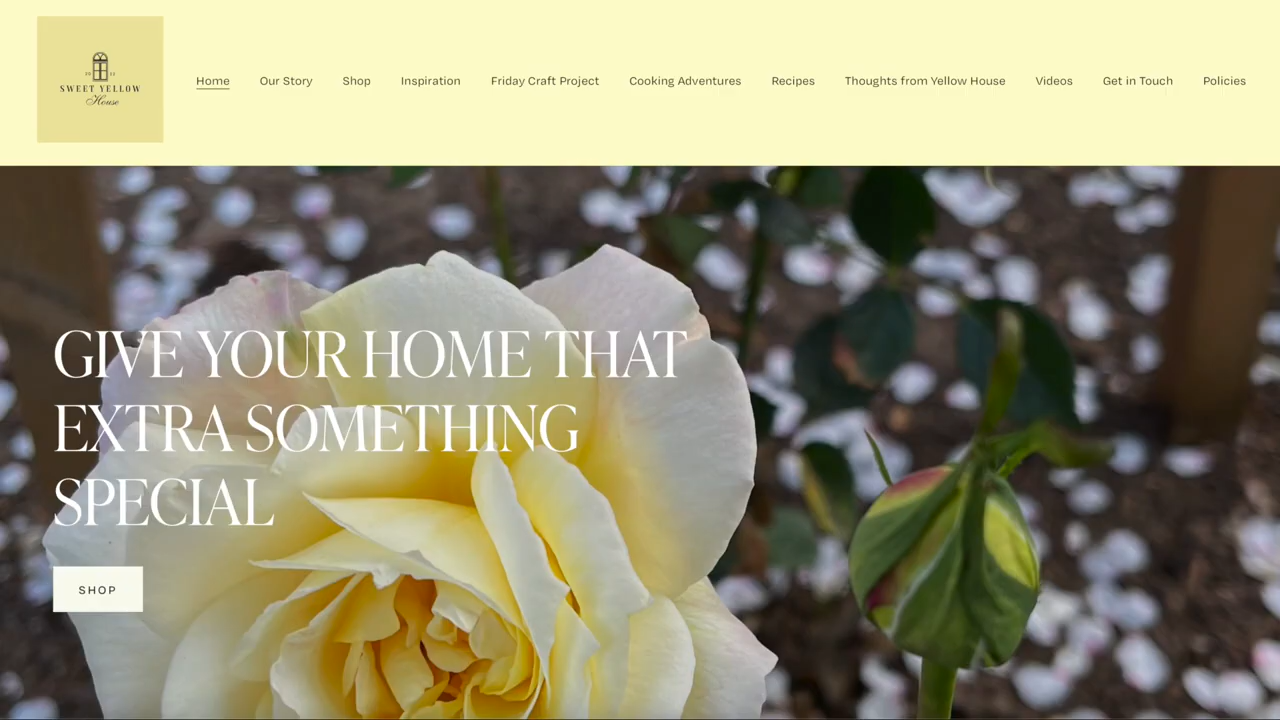 SWEET YELLOW
House
Home Our Story Shop Inspiration Friday Craft Project Cooking Adventures Recipes Thoughts from Yellow House Videos Get in Touch Policies
GIVE YOUR HOME THAT
EXTRA SOMETHING
SPECIAL
SHOP